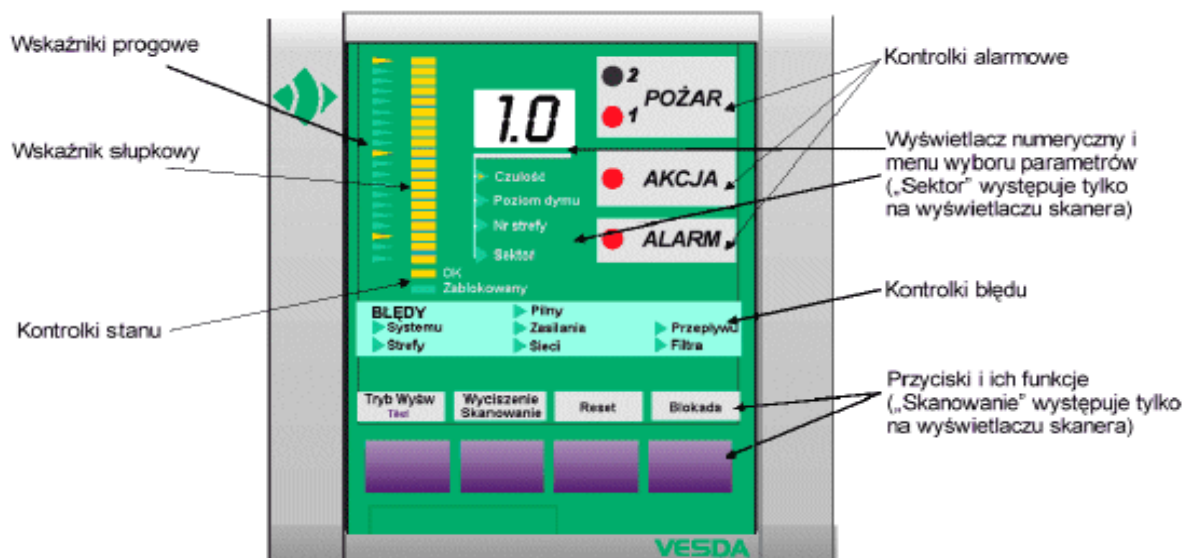 Wskaźniki progowe
Wskaźnik słupkowy
Kontrolki stanu
1.0
Czułość
Poziom dymu
Nr strefy
Sektor
OK
Zablokowany
2
POŻAR
1
AKCJA
ALARM
BŁĘDY
Systemu
Strefy
Pilny
Zasilania
Sieci
Przepływu
Filtra
Tryb Wyśw
Test
Wyciszenie
Skanowanie
Reset
Blokada
VESDA
Kontrolki alarmowe
Wyświetlacz numeryczny i
menu wyboru parametrów
(„Sektor” występuje tylko
na wyświetlaczu skanera)
Kontrolki błędu
Przyciski i ich funkcje
(„Skanowanie” występuje tylko
na wyświetlaczu skanera)